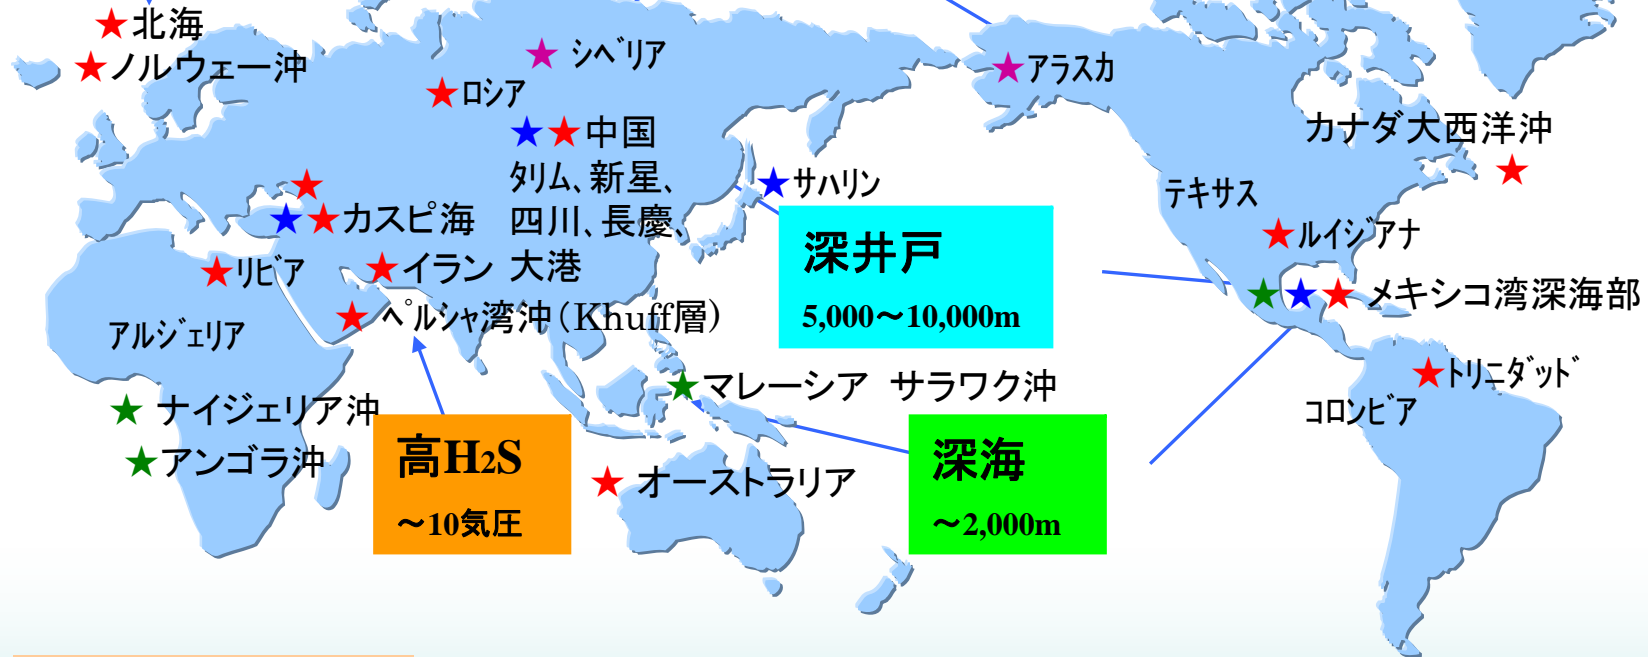 北海
ノルウェー沖
シベリア
ロシア
アラスカ
中国
タリム、新星、
四川、長慶、
大港
カナダ大西洋沖
サハリン
テキサス
カスピ海
ルイジアナ
リビア
イラン
メキシコ湾深海部
ペルシャ湾沖(Khuff層)
アルジェリア
深井戸
5,000~10,000m
トリニダッド
コロンビア
マレーシア サラワク沖
ナイジェリア沖
アンゴラ沖
高H2S
~10気圧
オーストラリア
深海
~2,000m